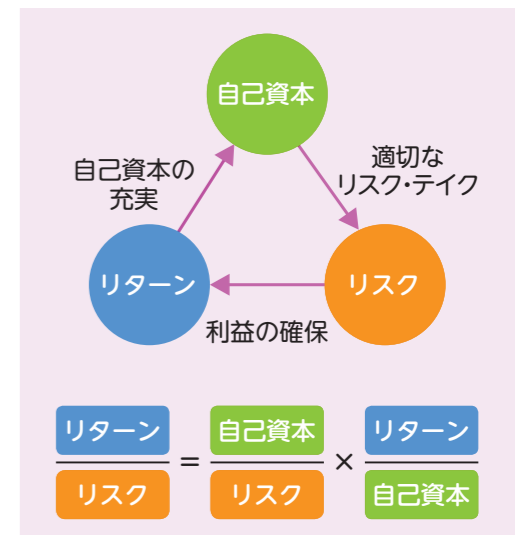 自己資本
自己資本の
充実
適切な
リスク・テイク
リターン
リスク
利益の確保
リターン 自己資本 リターン
= ×
リスク リスク 自己資本